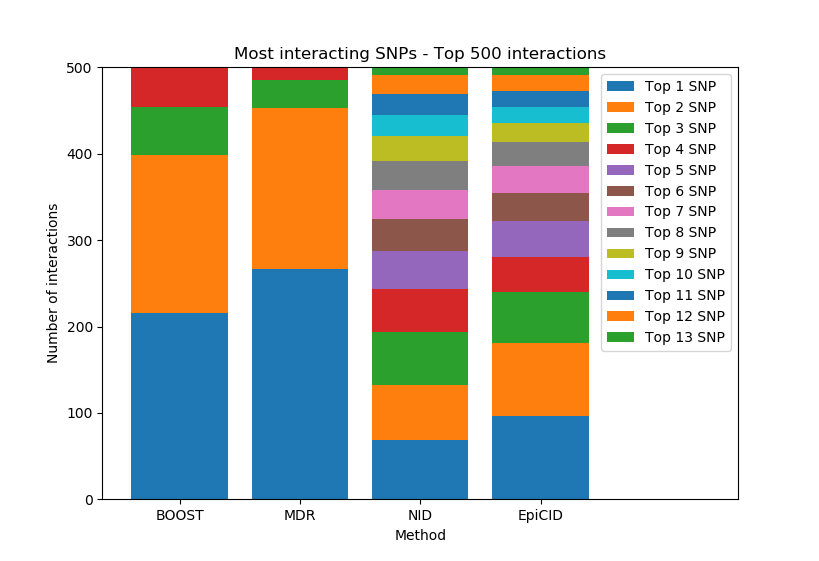 Most interacting SNPs - Top 500 interactions
Number of interactions
500
400
300
200
100
0
BOOST
MDR
NID
EpiCID
Method
Top 1 SNP
Top 2 SNP
Top 3 SNP
Top 4 SNP
Top 5 SNP
Top 6 SNP
Top 7 SNP
Top 8 SNP
Top 9 SNP
Top 10 SNP
Top 11 SNP
Top 12 SNP
Top 13 SNP